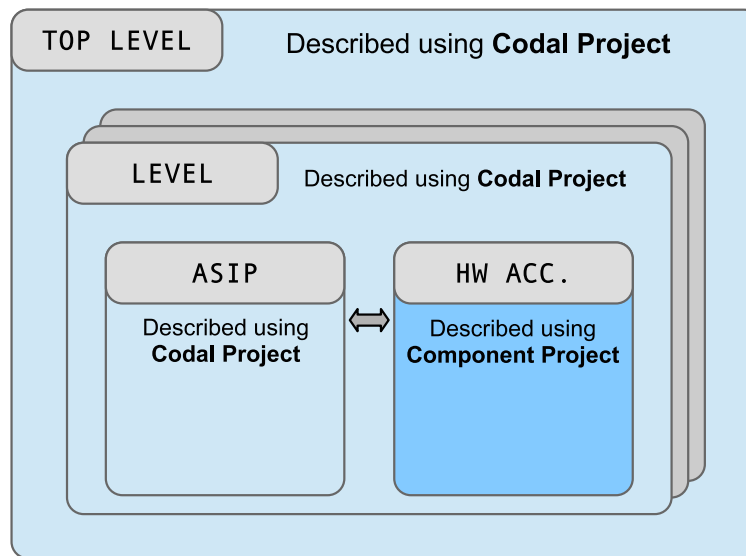 TOP LEVEL
Described using Codal Project
LEVEL
Described using Codal Project
ASIP
Described using
Codal Project
HW ACC.
Described using
Component Project